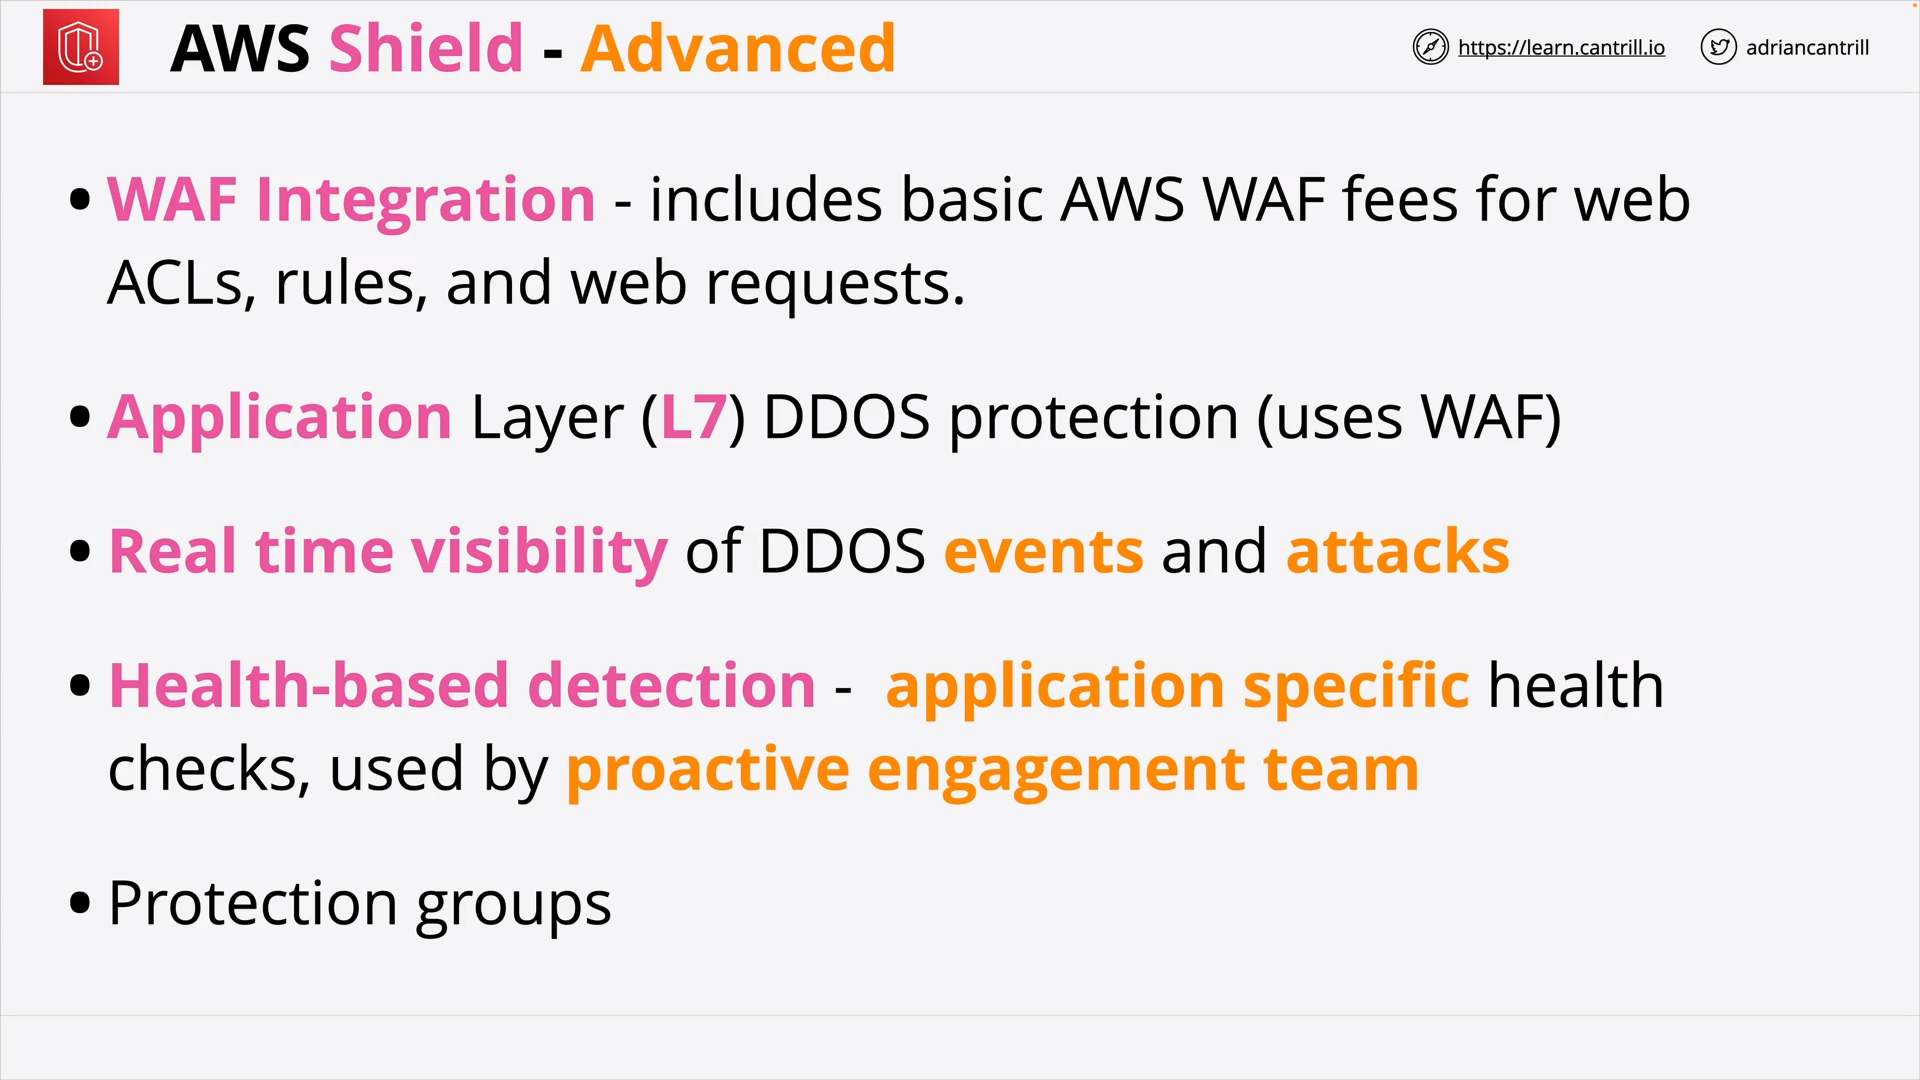 AWS Shield - Advanced
https://learn.cantrill.io
adriancantrill
• WAF Integration - includes basic AWS WAF fees for web
ACLs, rules, and web requests.
• Application Layer (L7) DDOS protection (uses WAF)
• Real time visibility of DDOS events and attacks
• Health-based detection - application specific health
checks, used by proactive engagement team
• Protection groups